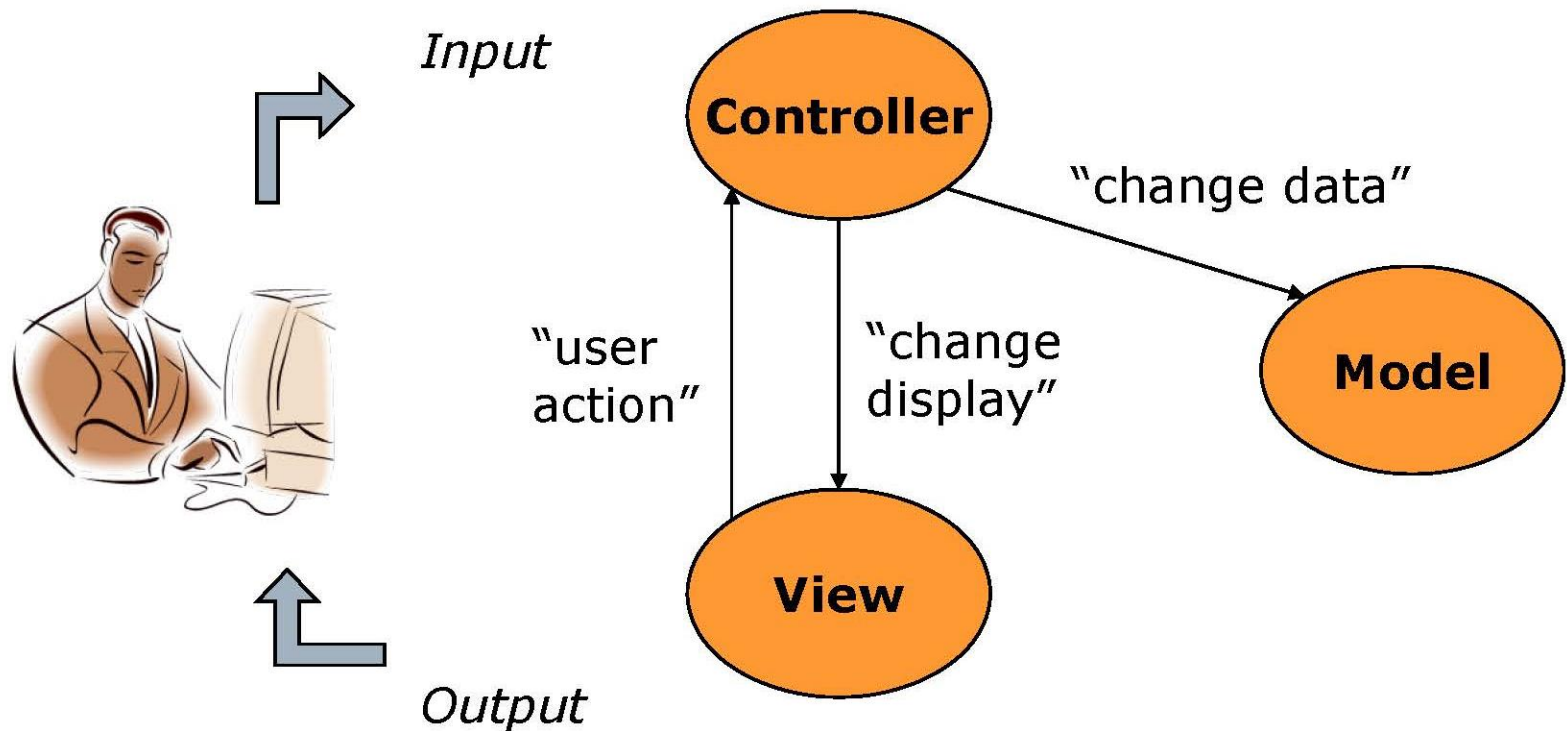 Input
Controller
“change data”
“user
action”
“change
display”
Model
View
Output